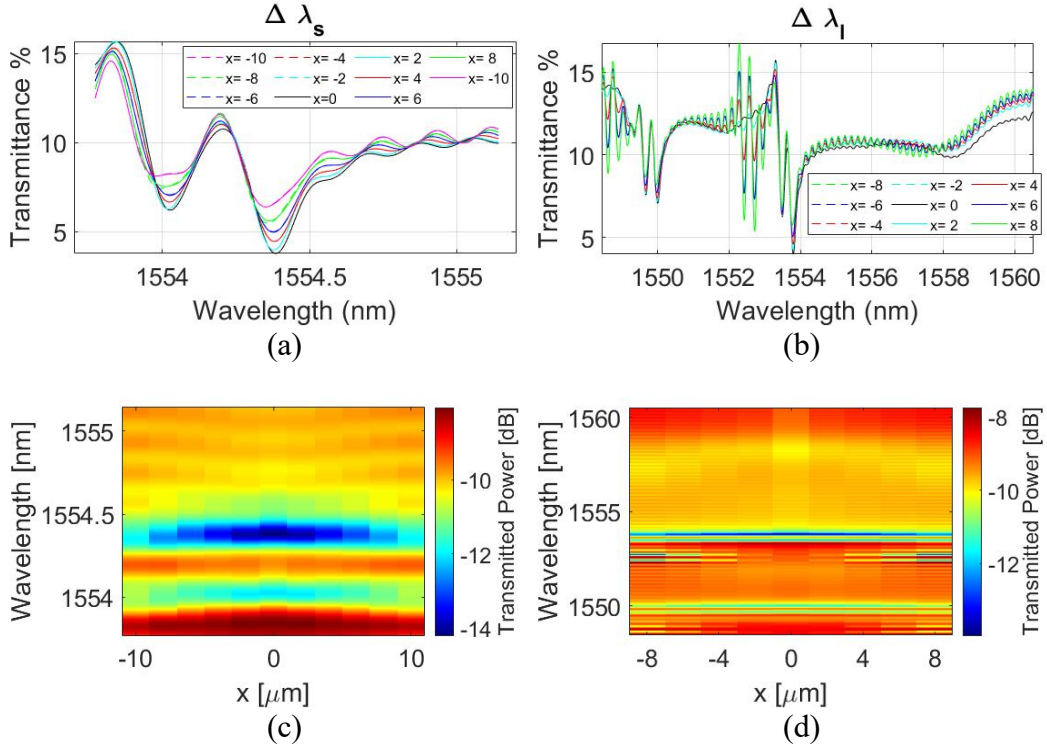 Δ λs
Transmittance %
15
10
5
x= -10 x= -4 x= 2 x= 8
x= -8 x= -2 x= 4 x= -10
x= -6 x=0 x= 6
1554 1554.5 1555
Wavelength (nm)
(a)
Δ λl
Transmittance %
15
10
5
x= -8 x= -2 x= 4
x= -6 x= 0 x= 6
x= -4 x= 2 x= 8
1550 1552 1554 1556 1558 1560
Wavelength (nm)
(b)
Wavelength [nm]
1555
1554.5
1554
-10 0 10
x [μm]
-10
-12
-14
Transmitted Power [dB]
(c)
Wavelength [nm]
1560
1555
1550
-8 -4 0 4 8
x [μm]
-8
-10
-12
Transmitted Power [dB]
(d)